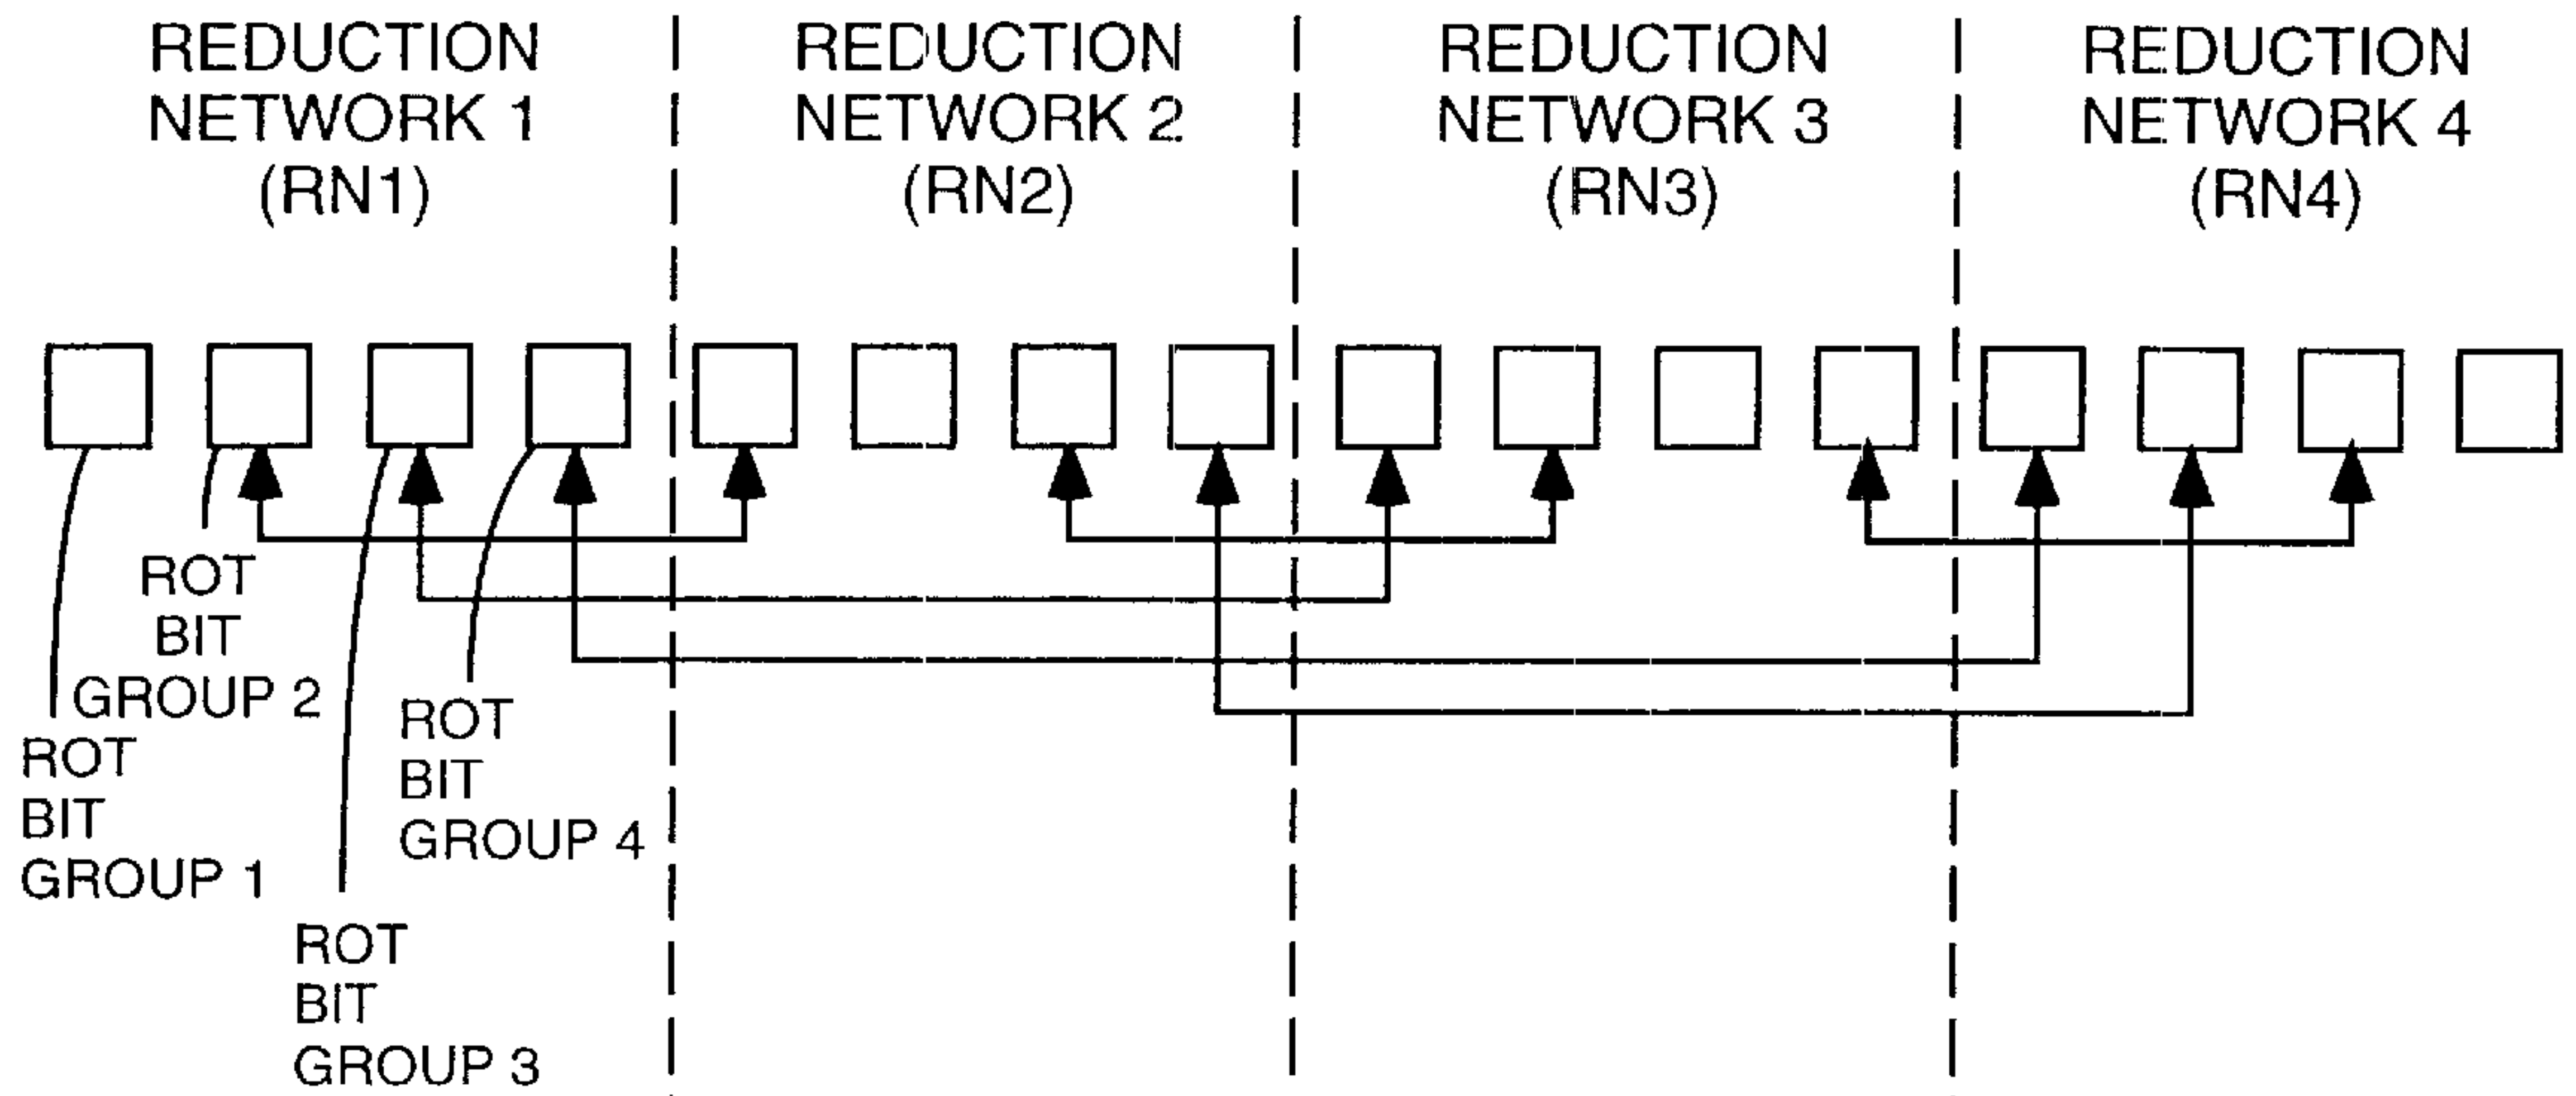 REDUCTION
NETWORK 1
(RN1)
REDUCTION
NETWORK 2
(RN2)
REDUCTION
NETWORK 3
(RN3)
REDUCTION
NETWORK 4
(RN4)
ROT
BIT
GROUP 2
ROT
BIT
GROUP 1
ROT
BIT
GROUP 4
ROT
BIT
GROUP 3